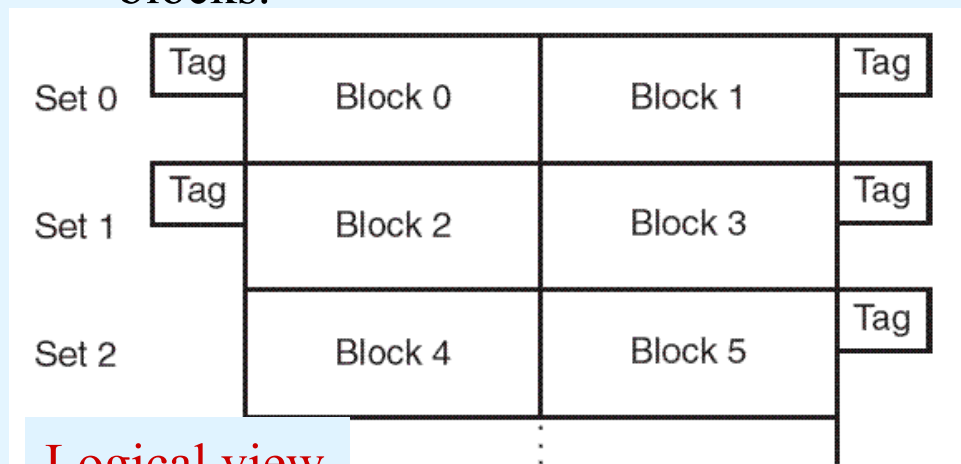 blocks.
Tag Tag
Set 0 Block 0 Block 1
Tag Tag
Set 1 Block 2 Block 3
Tag
Set 2 Block 4 Block 5
Logical view